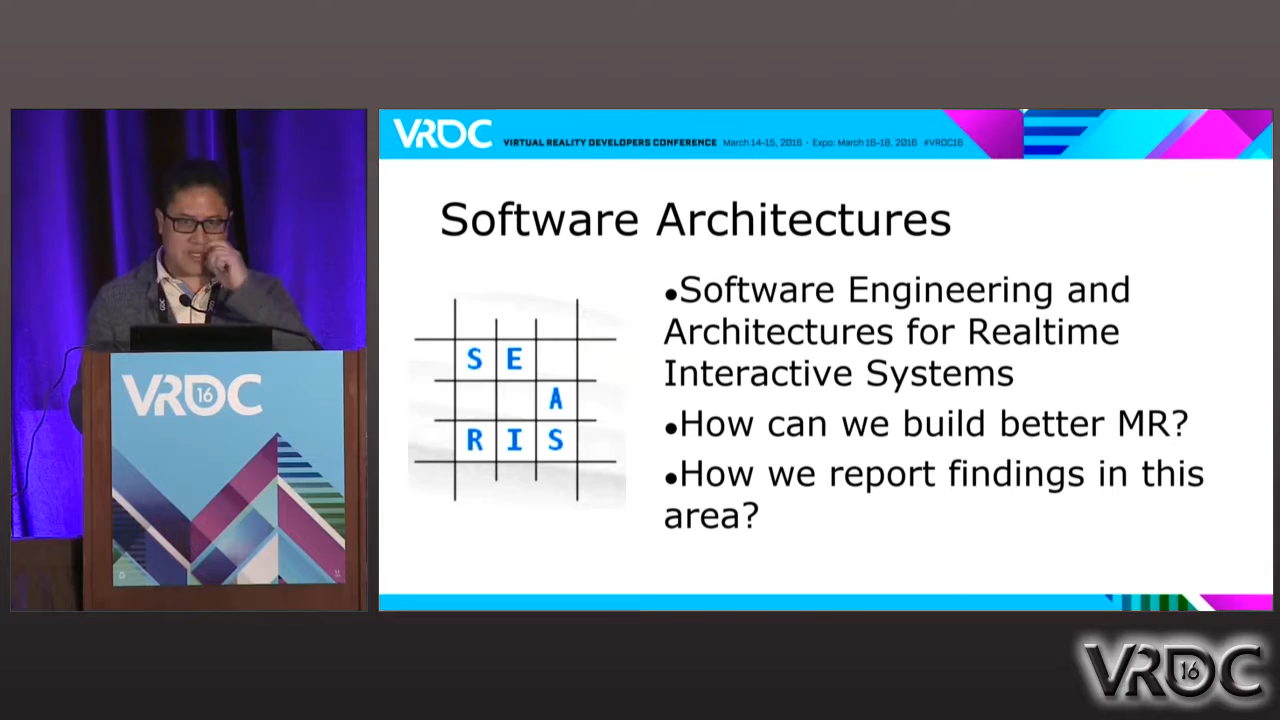 VRDC VIRTUAL REALITY DEVELOPERS CONFERENCE March 14-15, 2016 · Expo: March 16-18, 2016 #VRDC16
Software Architectures
S E
A
R I S
●Software Engineering and
Architectures for Realtime
Interactive Systems
●How can we build better MR?
●How we report findings in this
area?
VRDC 16
VRDC 16